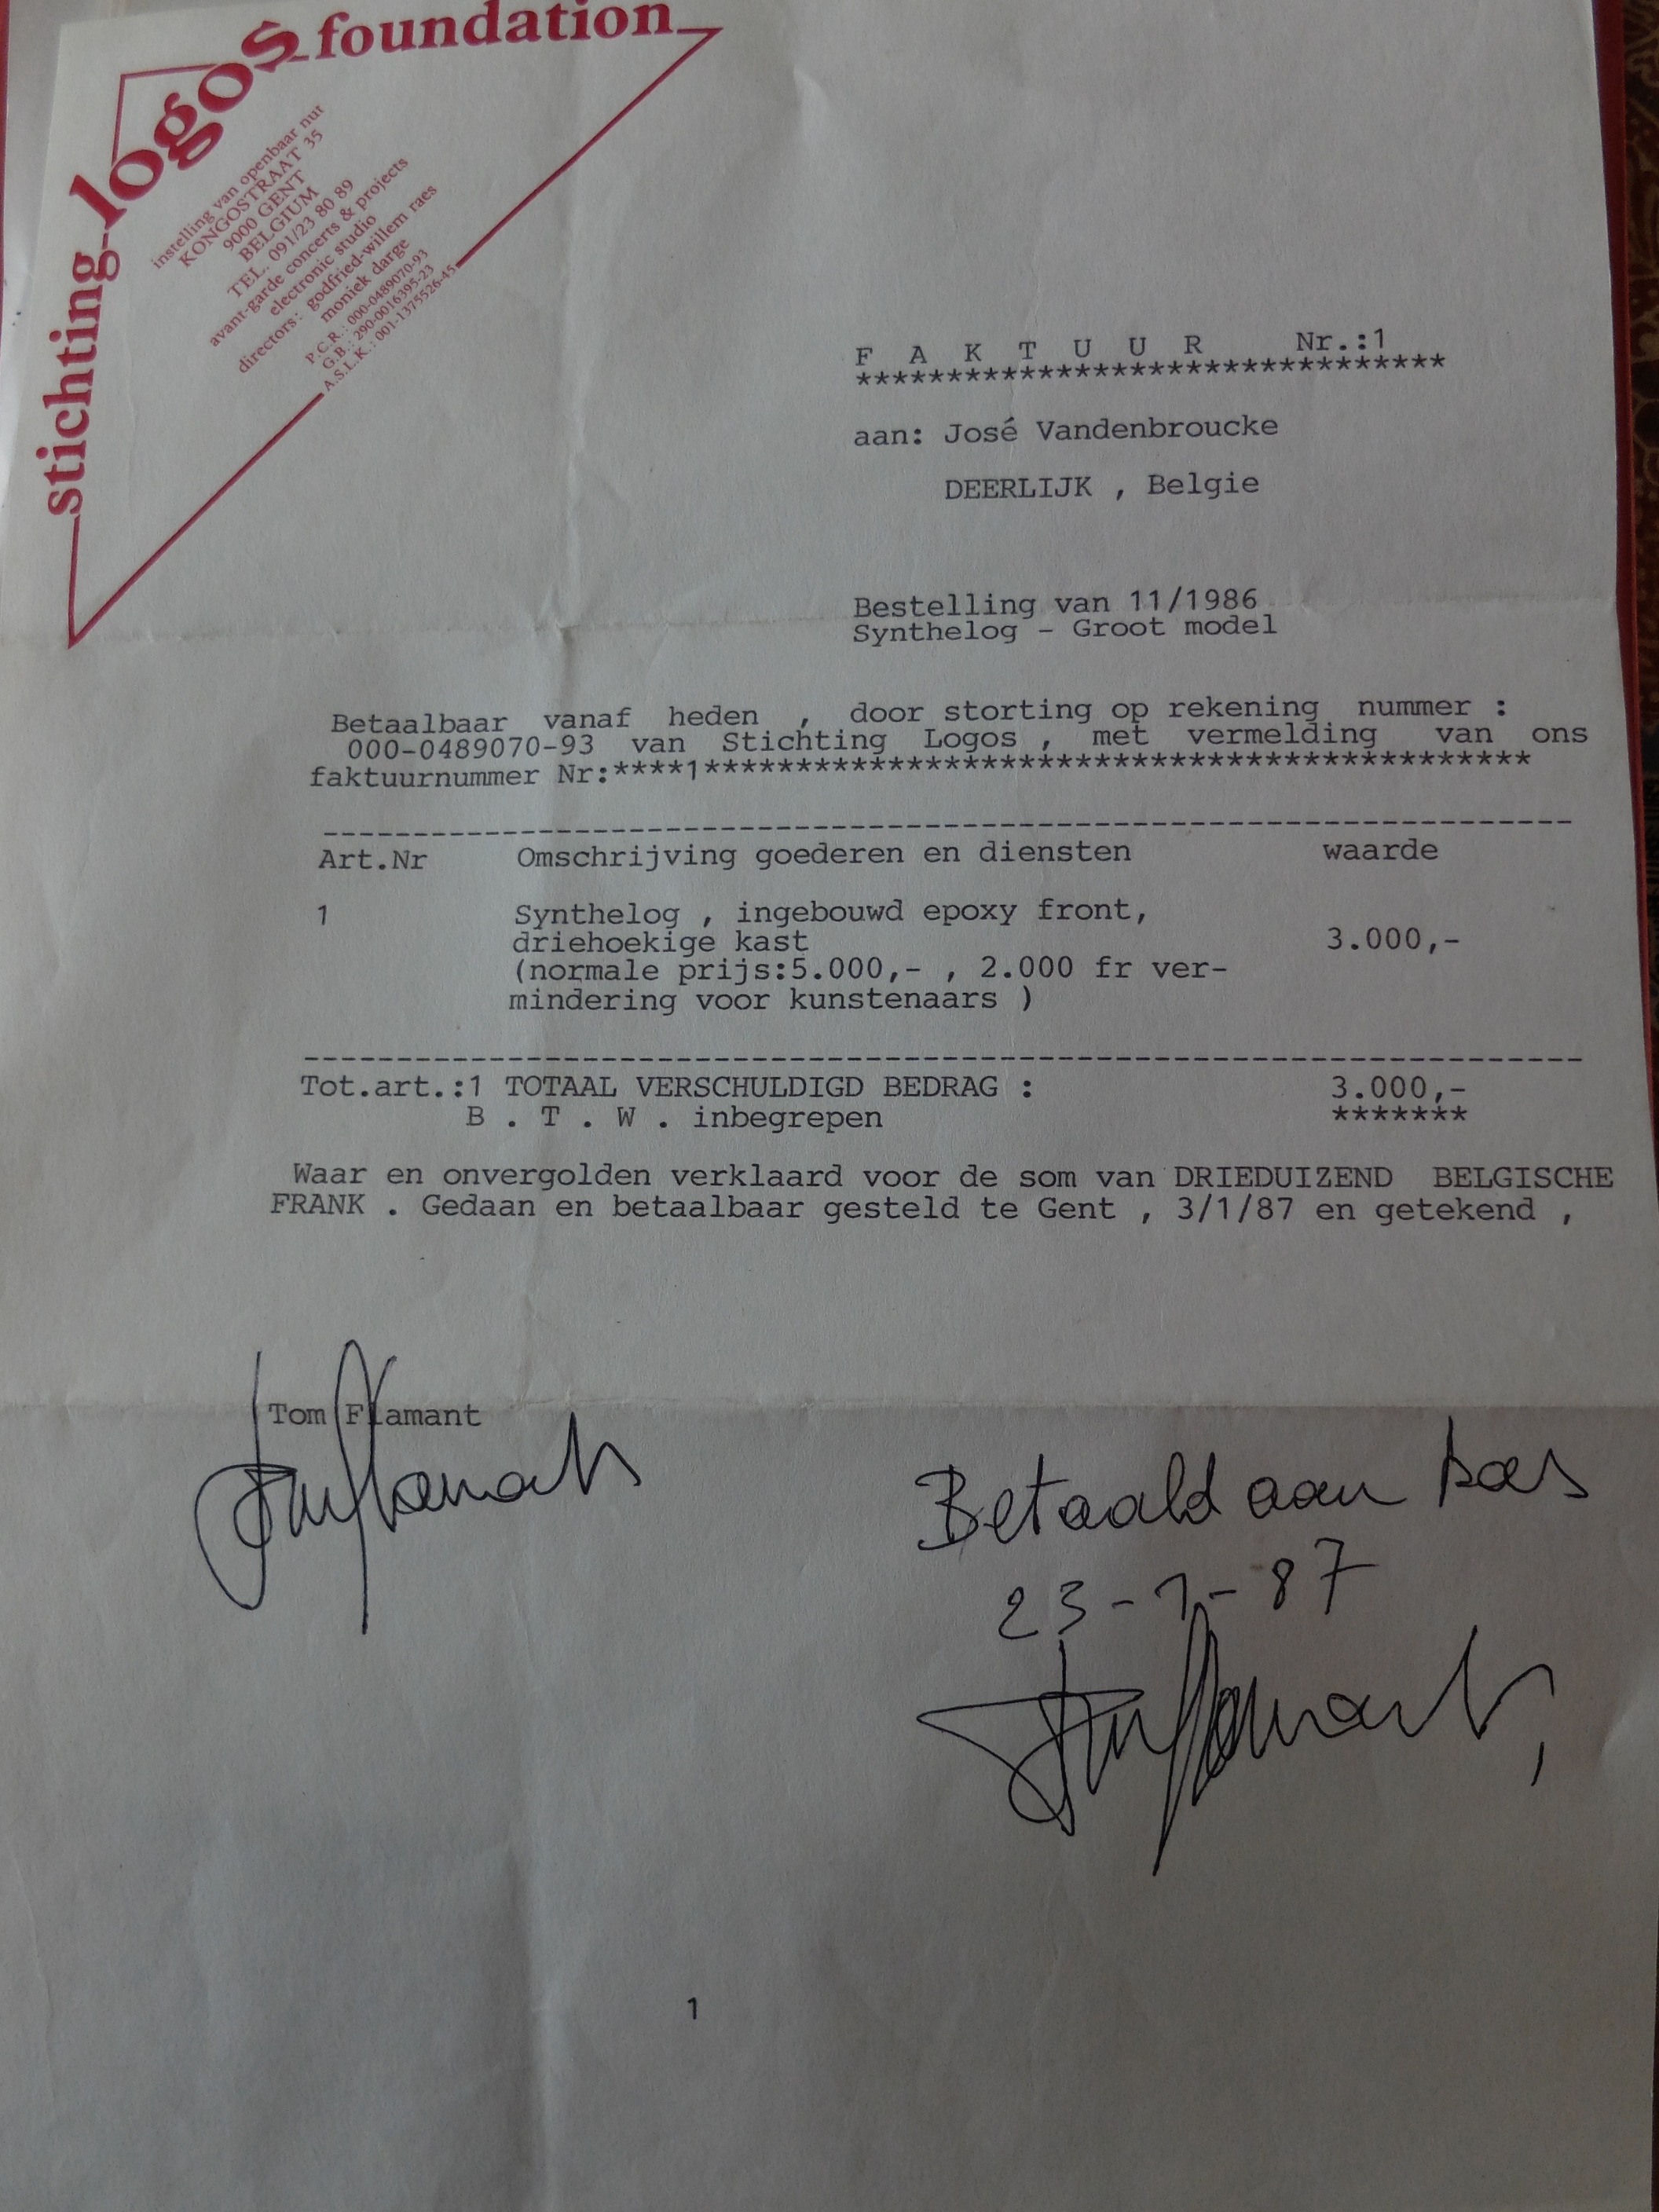 stichting logos foundation
instelling van openbaar nut
KONGOSTRAAT 35
9000 GENT
BELGIUM
TEL. 091/23 80 89
avant-garde concerts & projects
electronic studio
directors: godfried-willem raes
moniek darge
P.C.R.: 000-0489070-93
G.B.: 290-0016395-23
A.S.L.K.: 001-1375526-45
F A K T U U R Nr.:1
********************************
aan: José Vandenbroucke
DEERLIJK , Belgie
Bestelling van 11/1986
Synthelog - Groot model
Betaalbaar vanaf heden , door storting op rekening nummer :
000-0489070-93 van Stichting Logos , met vermelding van ons
faktuurnummer Nr:****1**********************************************
----------------------------------------------------------------------
Art.Nr Omschrijving goederen en diensten waarde
1 Synthelog , ingebouwd epoxy front,
driehoekige kast 3.000,-
(normale prijs:5.000,- , 2.000 fr ver-
mindering voor kunstenaars )
----------------------------------------------------------------------
Tot.art.:1 TOTAAL VERSCHULDIGD BEDRAG : 3.000,-
B . T . W . inbegrepen *******
Waar en onvergolden verklaard voor de som van DRIEDUIZEND BELGISCHE
FRANK . Gedaan en betaalbaar gesteld te Gent , 3/1/87 en getekend ,
Tom Flamant
Betaald aan kas
23-1-87
1